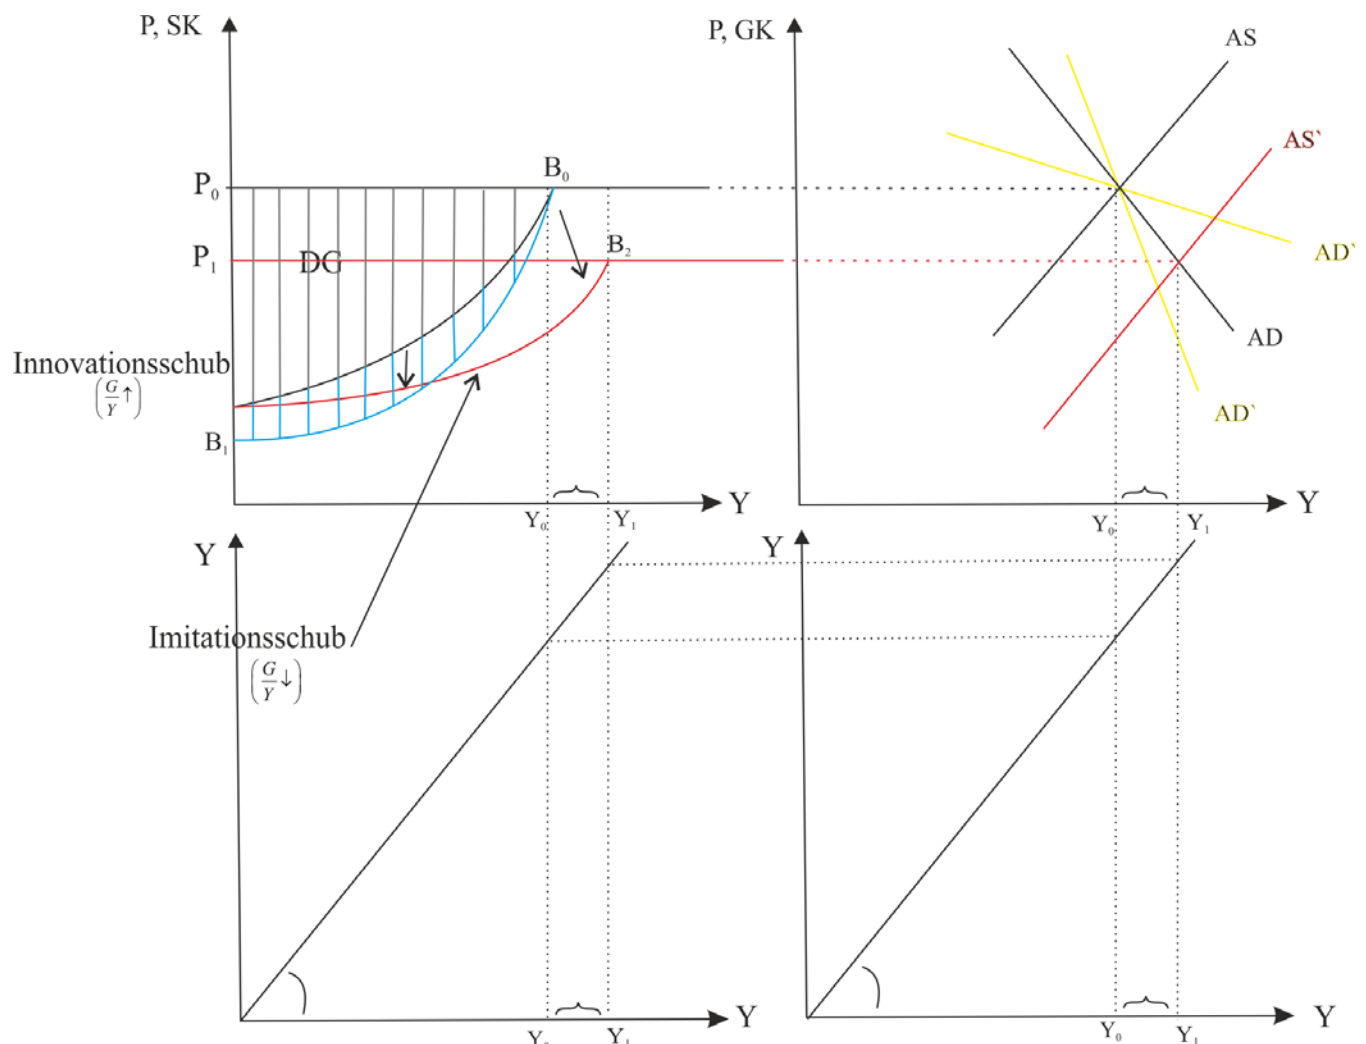 P, SK
P, GK
AS
AS`
B₀
P₀
B₂
P₁
DG
AD`
AD
Innovationsschub
(G/Y ↑)
AD`
B₁
Y
Y
Y₀
Y₁
Y₀
Y₁
Y
Y
Imitationsschub
(G/Y ↓)
Y
Y
Y₀
Y₁
Y₀
Y₁